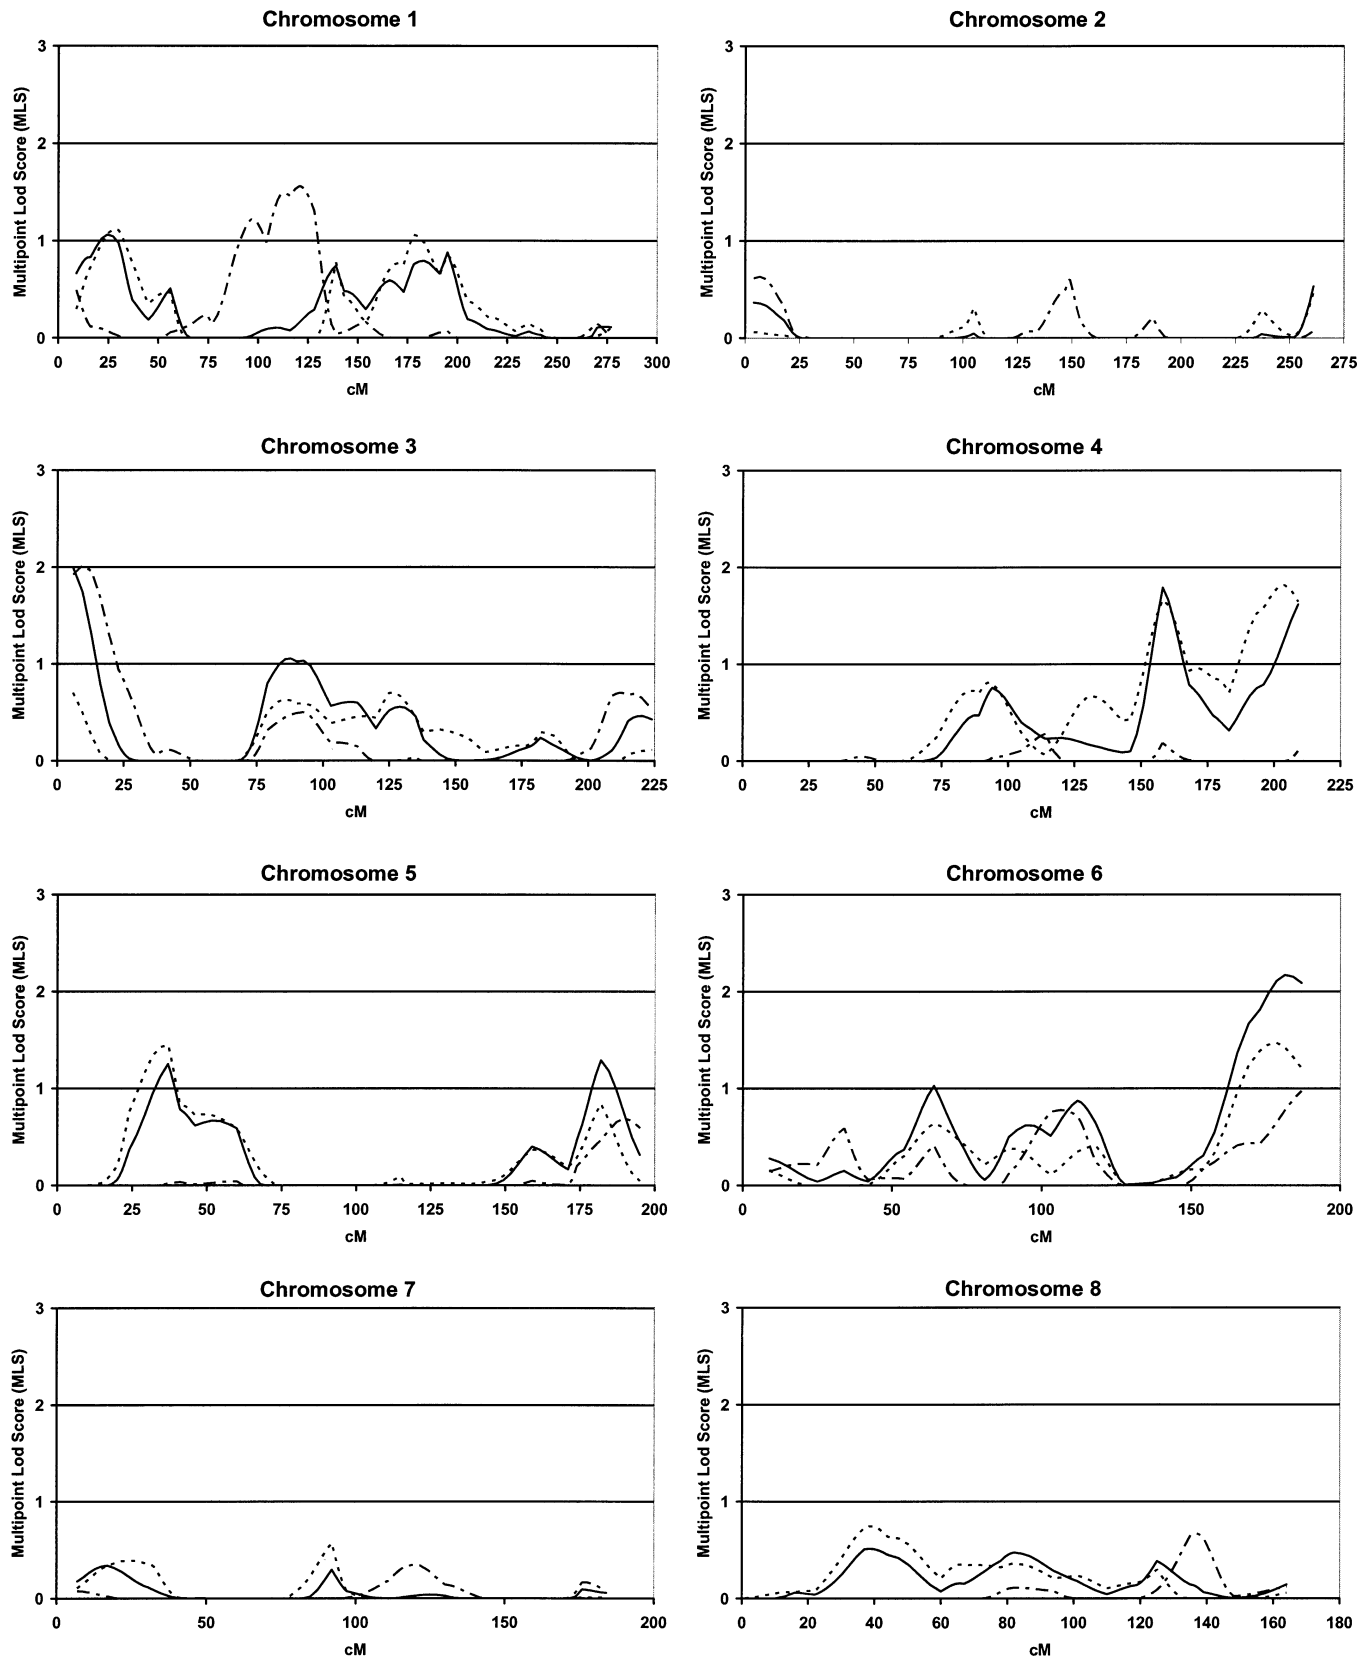 Chromosome 1
Multipoint Lod Score (MLS)
3
2
1
0
0 25 50 75 100 125 150 175 200 225 250 275 300
cM
Chromosome 2
Multipoint Lod Score (MLS)
3
2
1
0
0 25 50 75 100 125 150 175 200 225 250 275
cM
Chromosome 3
Multipoint Lod Score (MLS)
3
2
1
0
0 25 50 75 100 125 150 175 200 225
cM
Chromosome 4
Multipoint Lod Score (MLS)
3
2
1
0
0 25 50 75 100 125 150 175 200 225
cM
Chromosome 5
Multipoint Lod Score (MLS)
3
2
1
0
0 25 50 75 100 125 150 175 200
cM
Chromosome 6
Multipoint Lod Score (MLS)
3
2
1
0
0 50 100 150 200
cM
Chromosome 7
Multipoint Lod Score (MLS)
3
2
1
0
0 50 100 150 200
cM
Chromosome 8
Multipoint Lod Score (MLS)
3
2
1
0
0 20 40 60 80 100 120 140 160 180
cM